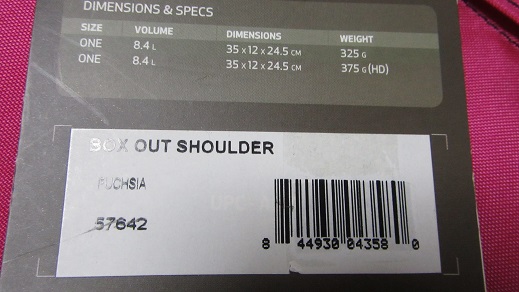 DIMENSIONS & SPECS
SIZE VOLUME DIMENSIONS WEIGHT
ONE 8.4 L 35 x 12 x 24.5 CM 325 G
ONE 8.4 L 35 x 12 x 24.5 CM 375 G (HD)
BOX OUT SHOULDER
FUCHSIA
UPC
57642
8 44930 04358 0